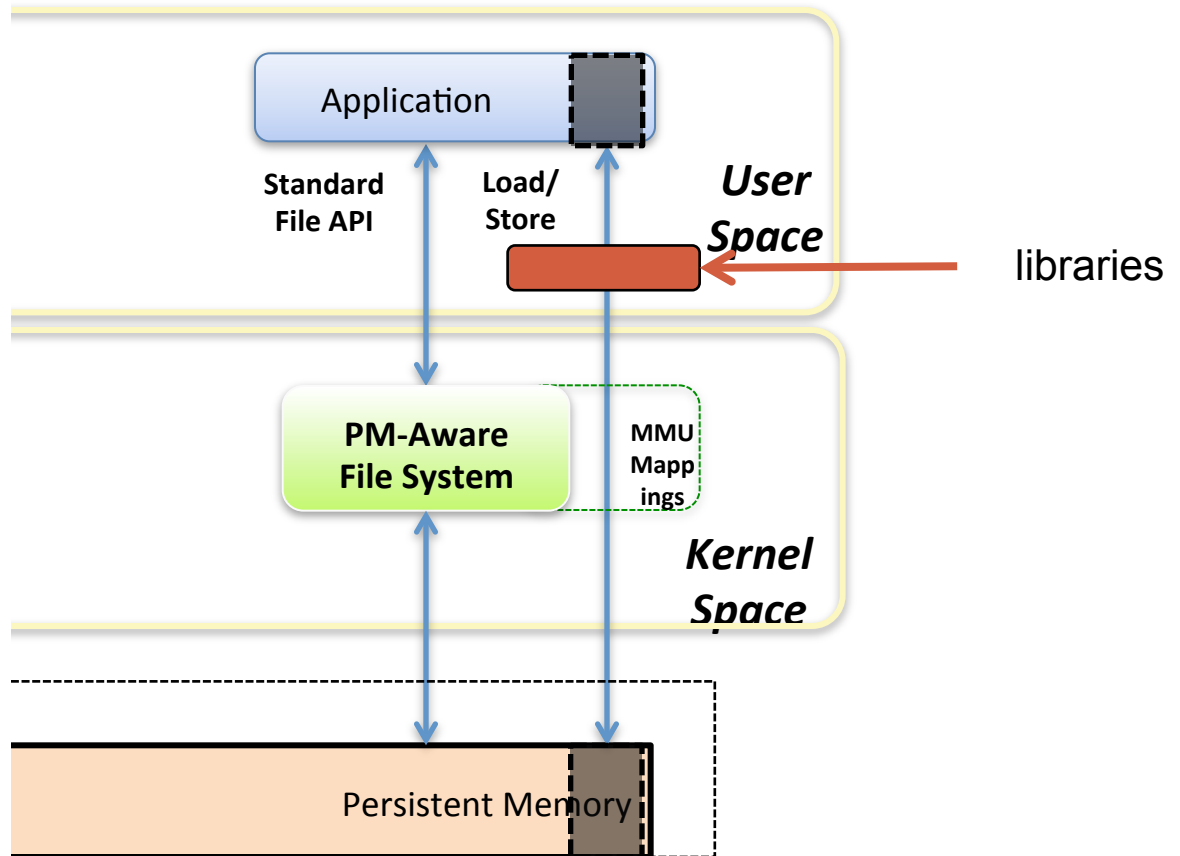 Application
Standard
File API
Load/
Store
User
Space
libraries
PM-Aware
File System
MMU
Mapp
ings
Kernel
Space
Persistent Memory